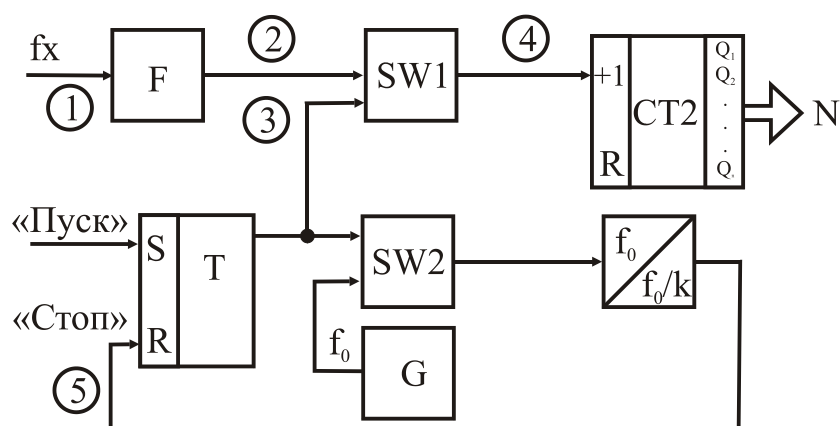 fx
1
F
2
3
SW1
4
+1
R
CT2
Q₁
Q₂
.
.
.
Q
N
«Пуск»
«Стоп»
S
R
T
5
SW2
f₀
G
f₀
f₀/k